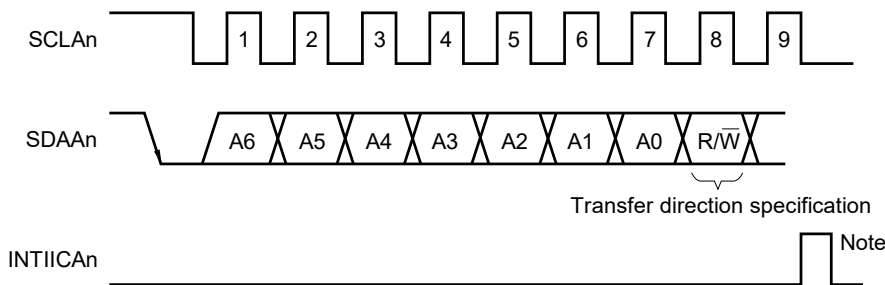 SCLAn 1 2 3 4 5 6 7 8 9
SDAAn A6 A5 A4 A3 A2 A1 A0 R/W̅
Transfer direction specification
INTIICAn Note